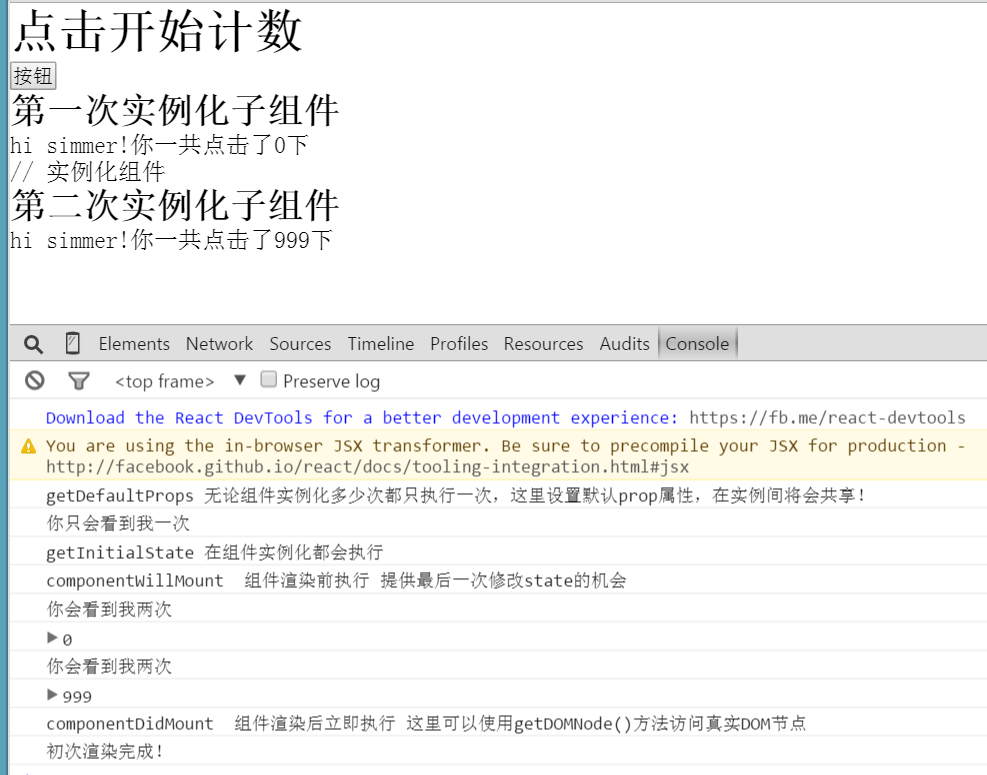 点击开始计数
按钮
第一次实例化子组件
hi simmer!你一共点击了0下
// 实例化组件
第二次实例化子组件
hi simmer!你一共点击了999下
Elements Network Sources Timeline Profiles Resources Audits Console
<top frame> ▼ Preserve log
Download the React DevTools for a better development experience: https://fb.me/react-devtools
You are using the in-browser JSX transformer. Be sure to precompile your JSX for production -
http://facebook.github.io/react/docs/tooling-integration.html#jsx
getDefaultProps 无论组件实例化多少次都只执行一次，这里设置默认prop属性，在实例间将会共享！
你只会看到我一次
getInitialState 在组件实例化都会执行
componentWillMount  组件渲染前执行 提供最后一次修改state的机会
你会看到我两次
▶0
你会看到我两次
▶999
componentDidMount  组件渲染后立即执行 这里可以使用getDOMNode()方法访问真实DOM节点
初次渲染完成！